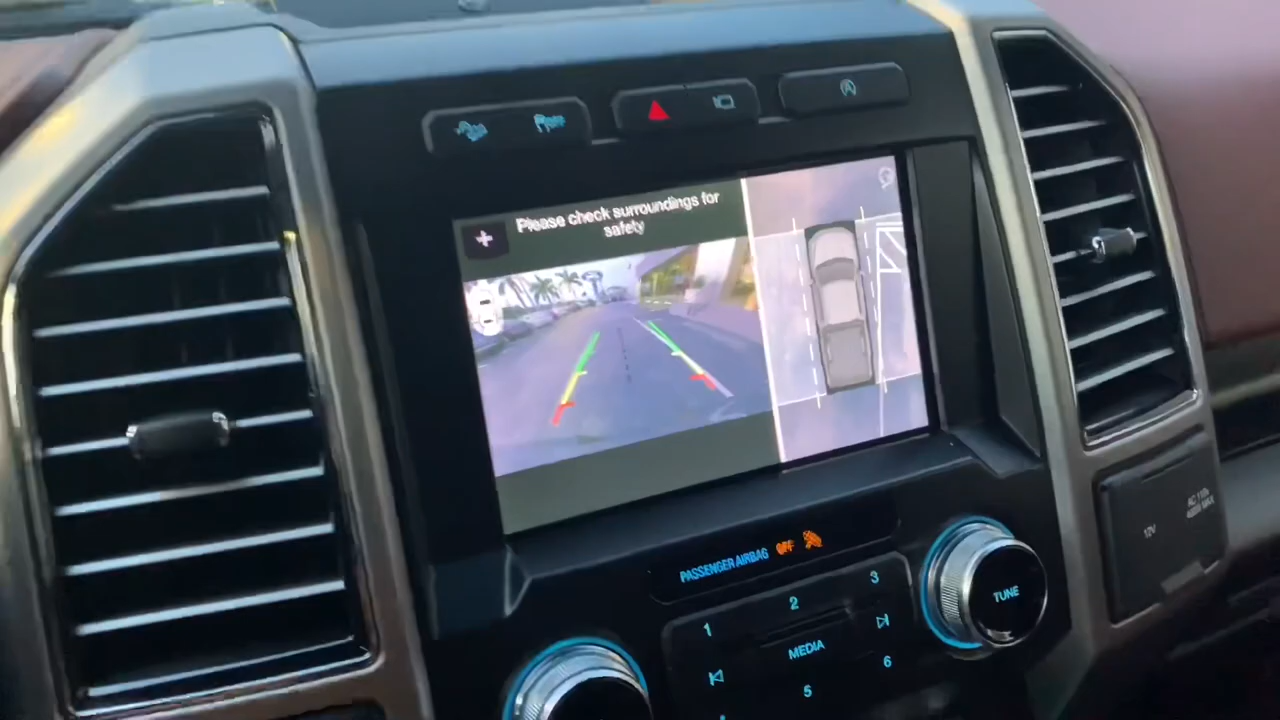 Please check surroundings for
safety
PASSENGER AIRBAG OFF
1
2
3
MEDIA
5
6
TUNE
12V